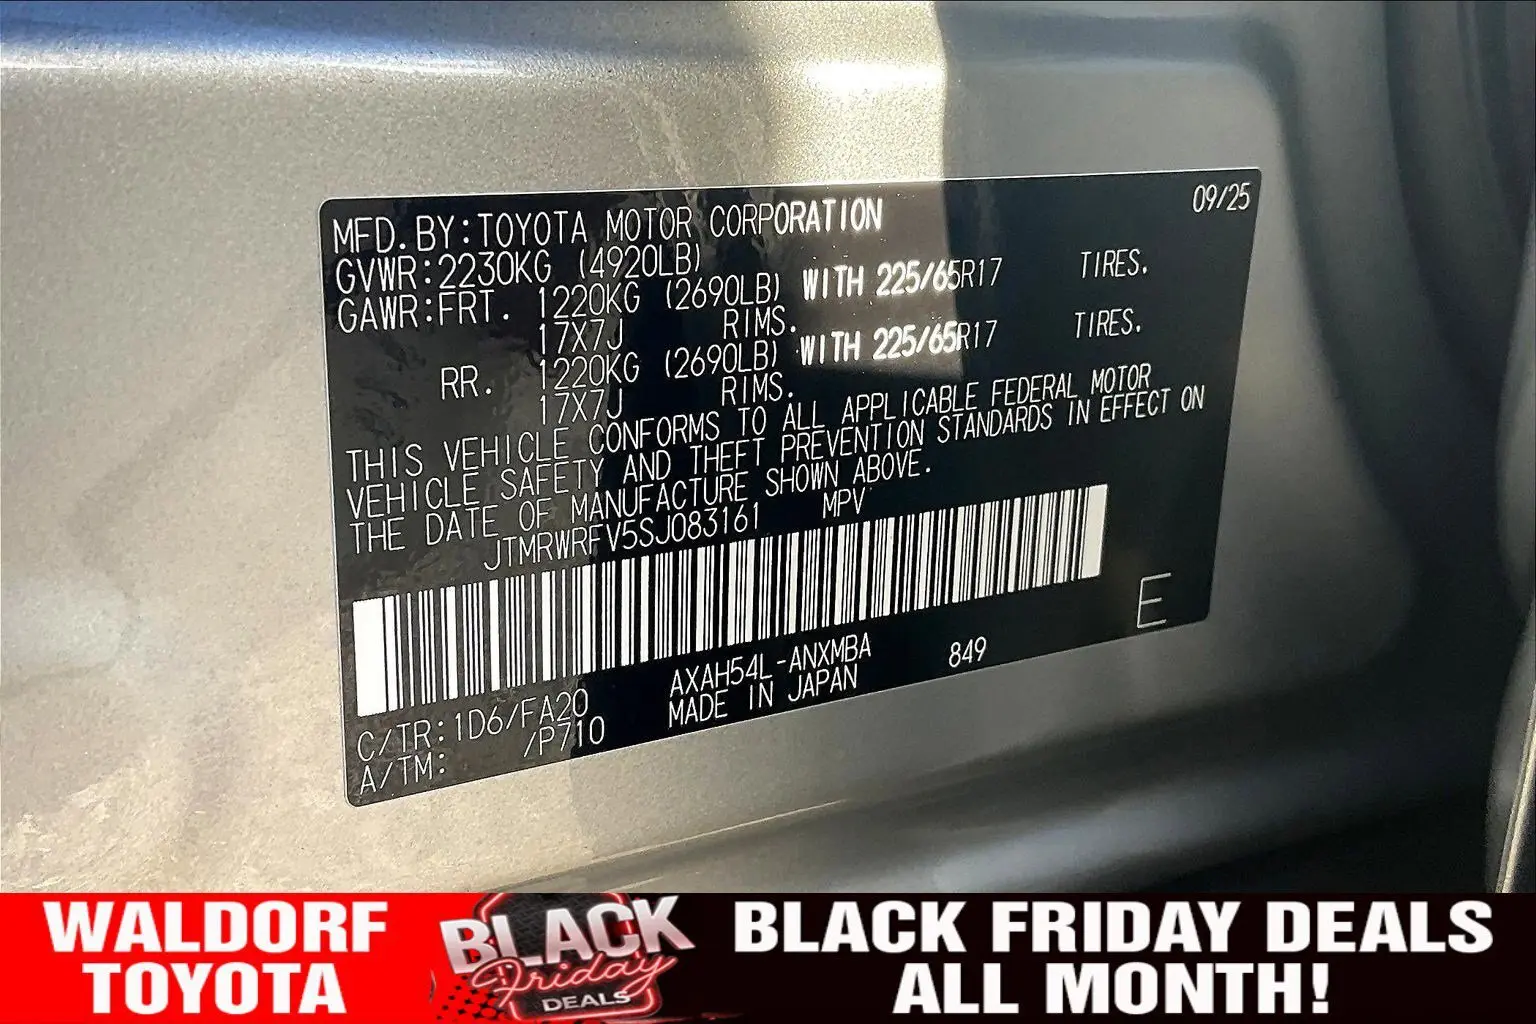 09/25
MFD. BY: TOYOTA MOTOR CORPORATION
GVWR: 2230KG (4920LB)
GAWR: FRT. 1220KG (2690LB) WITH 225/65R17 TIRES.
17X7J RIMS.
RR. 1220KG (2690LB) WITH 225/65R17 TIRES.
17X7J RIMS.
THIS VEHICLE CONFORMS TO ALL APPLICABLE FEDERAL MOTOR
VEHICLE SAFETY AND THEFT PREVENTION STANDARDS IN EFFECT ON
THE DATE OF MANUFACTURE SHOWN ABOVE.
JTMRWRFV5SJ083161 MPV
E
C/TR: 1D6/FA20 AXAH54L-ANXMBA 849
A/TM: /P710 MADE IN JAPAN
WALDORF
TOYOTA
BLACK
Friday
DEALS
BLACK FRIDAY DEALS
ALL MONTH!